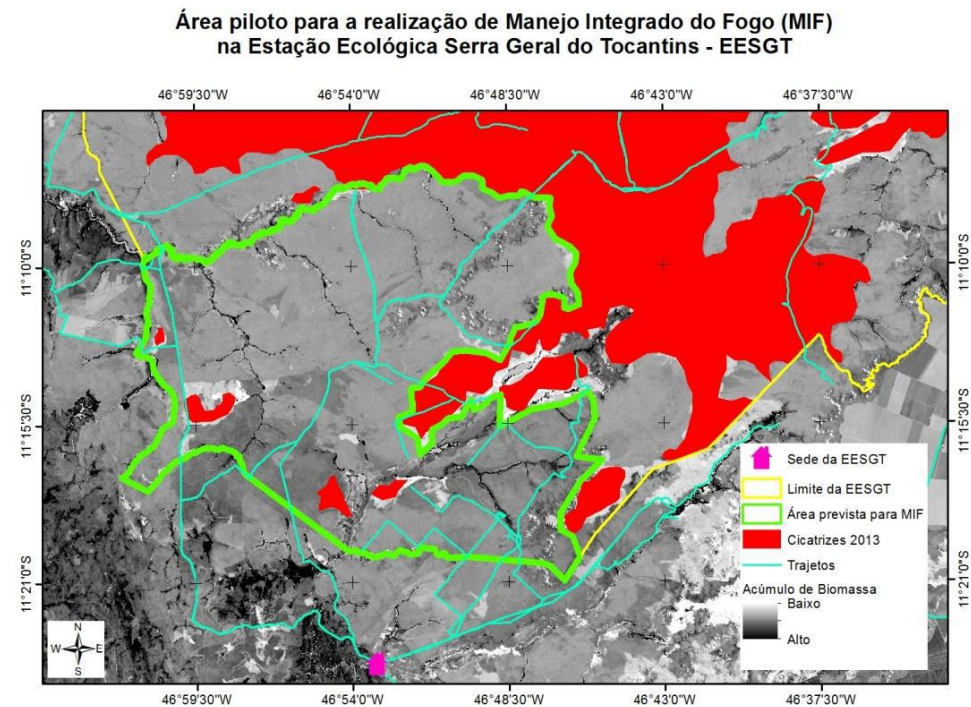 Área piloto para a realização de Manejo Integrado do Fogo (MIF)
na Estação Ecológica Serra Geral do Tocantins - EESGT
46°59'30"W 46°54'0"W 46°48'30"W 46°43'0"W 46°37'30"W
11°10'0"S 11°10'0"S
11°15'30"S 11°15'30"S
11°21'0"S 11°21'0"S
Sede da EESGT
Limite da EESGT
Área prevista para MIF
Cicatrizes 2013
Trajetos
Acúmulo de Biomassa
Baixo
Alto
N
W E
S
46°59'30"W 46°54'0"W 46°48'30"W 46°43'0"W 46°37'30"W